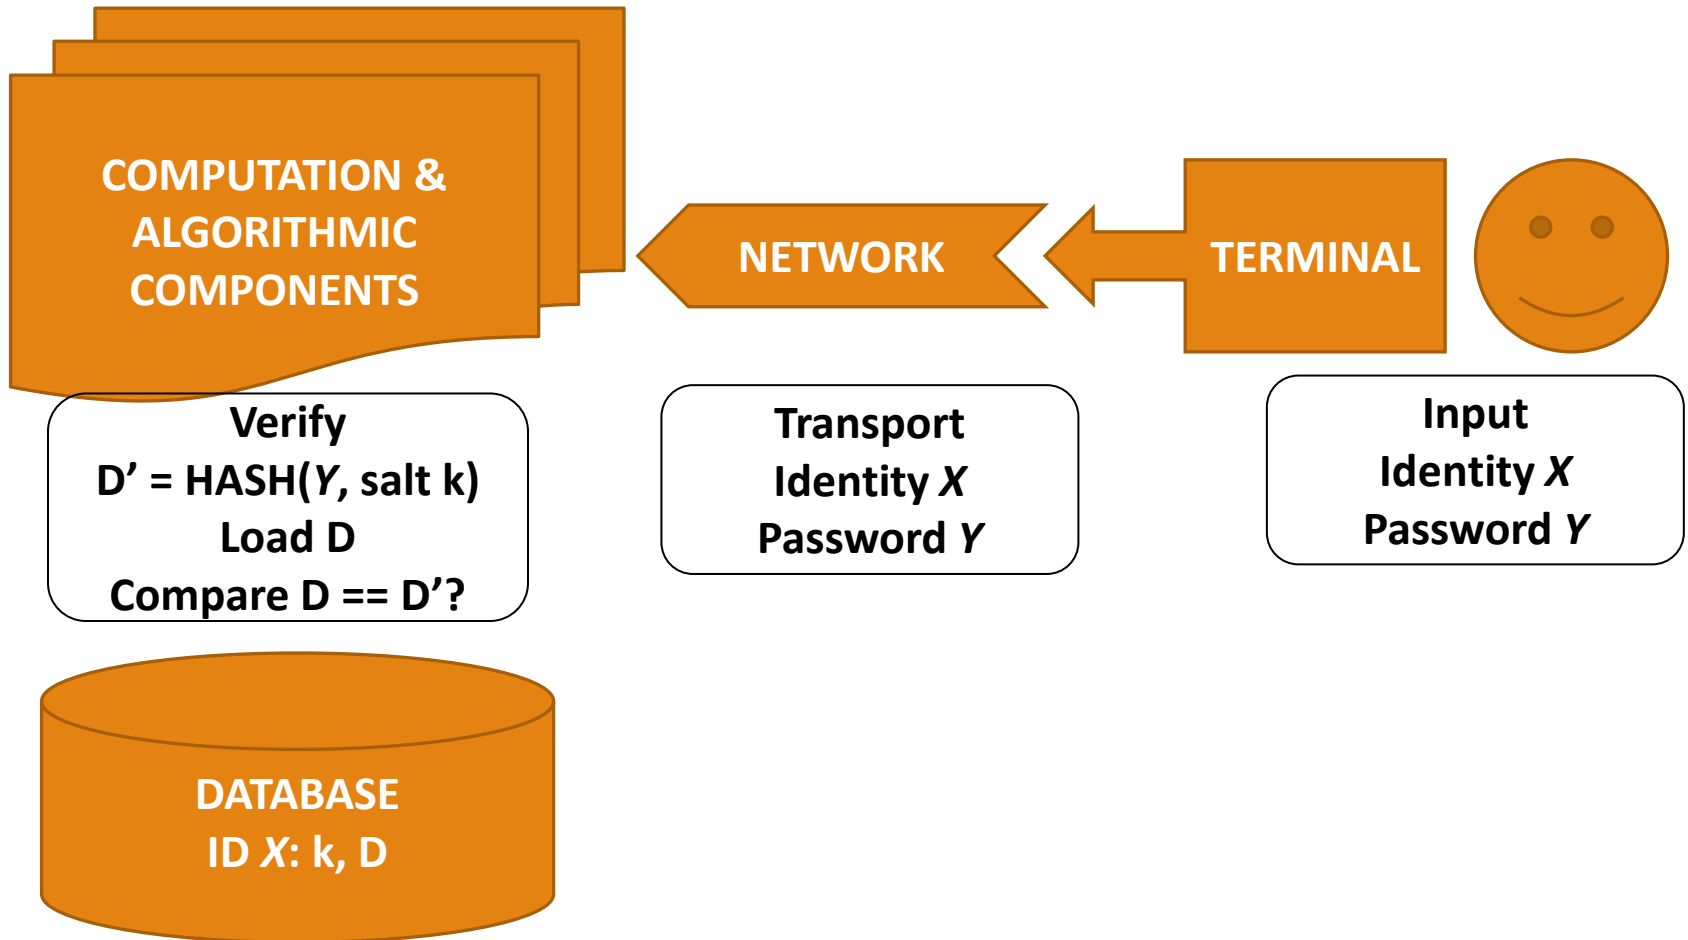 COMPUTATION &
ALGORITHMIC
COMPONENTS
NETWORK
TERMINAL
Verify
D’ = HASH(Y, salt k)
Load D
Compare D == D’?
Transport
Identity X
Password Y
Input
Identity X
Password Y
DATABASE
ID X: k, D